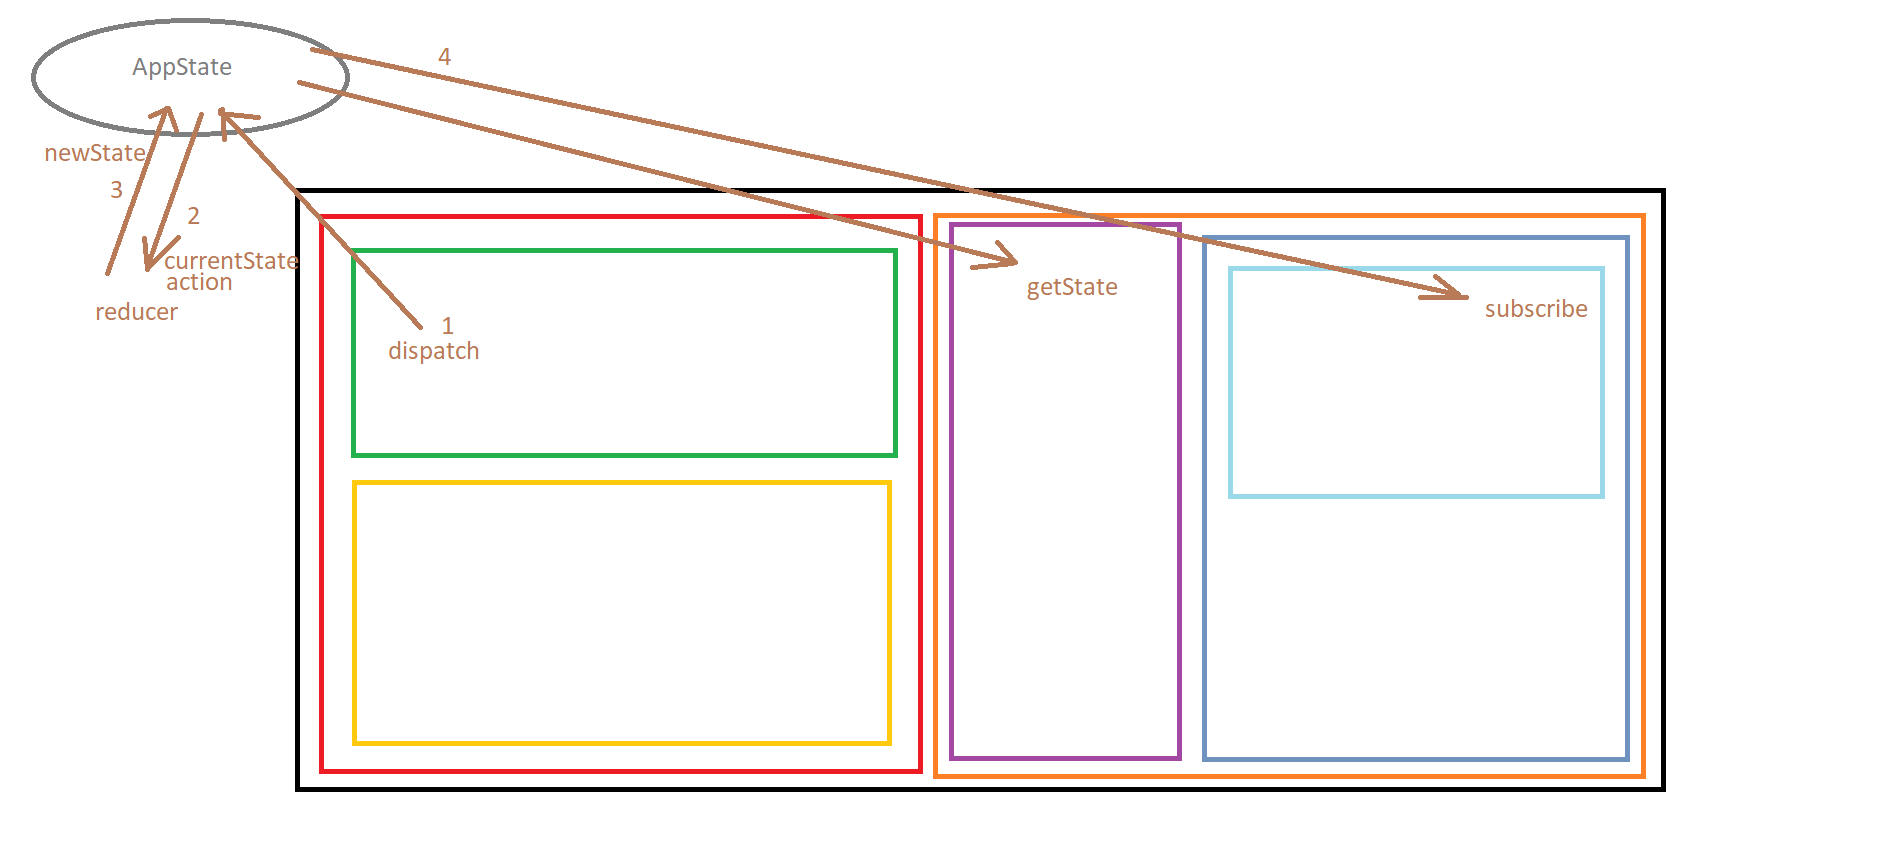 AppState
4
newState
3
2
currentState
action
reducer
getState
subscribe
1
dispatch